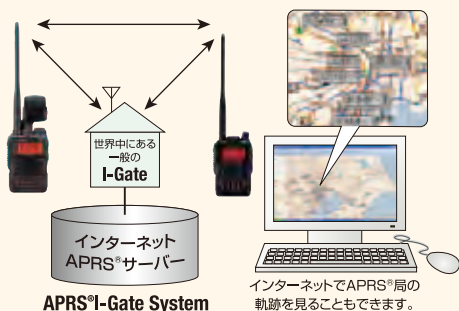 世界中にある
一般の
I-Gate
インターネット
APRS®サーバー
APRS®I-Gate System
インターネットでAPRS®局の
軌跡を見ることもできます。